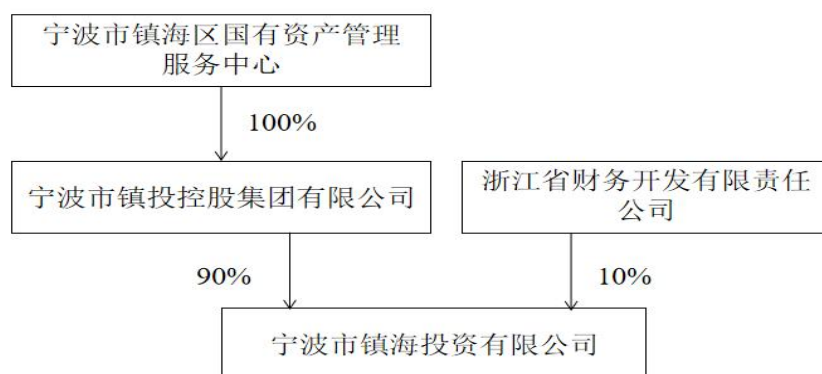 宁波市镇海区国有资产管理
服务中心
100%
宁波市镇投控股集团有限公司
浙江省财务开发有限责任
公司
90%
10%
宁波市镇海投资有限公司